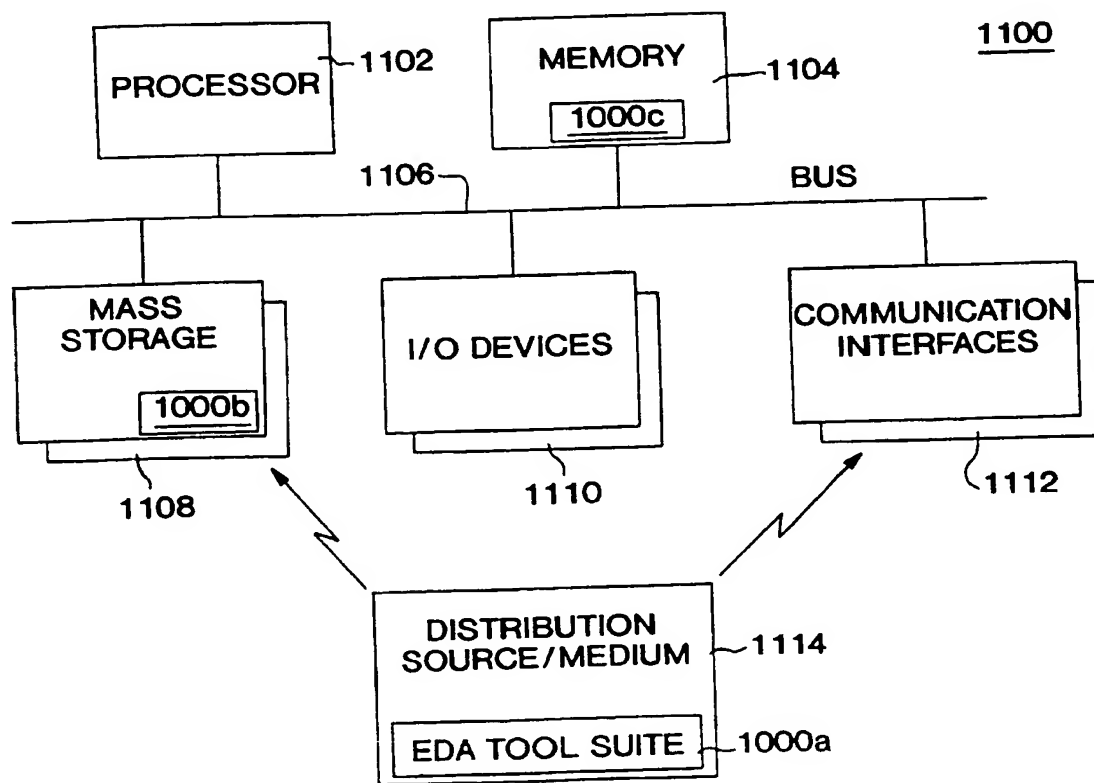 1100
PROCESSOR
1102
MEMORY
1104
1000c
1106
BUS
MASS
STORAGE
1000b
I/O DEVICES
COMMUNICATION
INTERFACES
1108
1110
1112
DISTRIBUTION
SOURCE/MEDIUM
1114
EDA TOOL SUITE
1000a